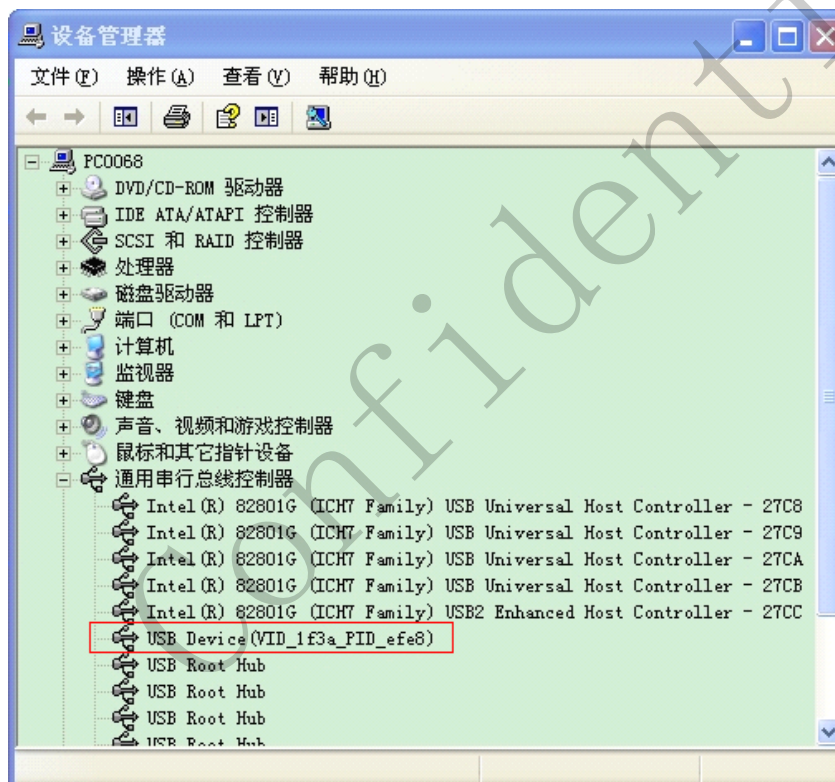 设备管理器
文件(F) 操作(A) 查看(V) 帮助(H)
PC0068
DVD/CD-ROM 驱动器
IDE ATA/ATAPI 控制器
SCSI 和 RAID 控制器
处理器
磁盘驱动器
端口 (COM 和 LPT)
计算机
监视器
键盘
声音、视频和游戏控制器
鼠标和其它指针设备
通用串行总线控制器
Intel(R) 82801G (ICH7 Family) USB Universal Host Controller - 27C8
Intel(R) 82801G (ICH7 Family) USB Universal Host Controller - 27C9
Intel(R) 82801G (ICH7 Family) USB Universal Host Controller - 27CA
Intel(R) 82801G (ICH7 Family) USB Universal Host Controller - 27CB
Intel(R) 82801G (ICH7 Family) USB2 Enhanced Host Controller - 27CC
USB Device(VID_1f3a_PID_efe8)
USB Root Hub
USB Root Hub
USB Root Hub
USB Root Hub
Confidenti